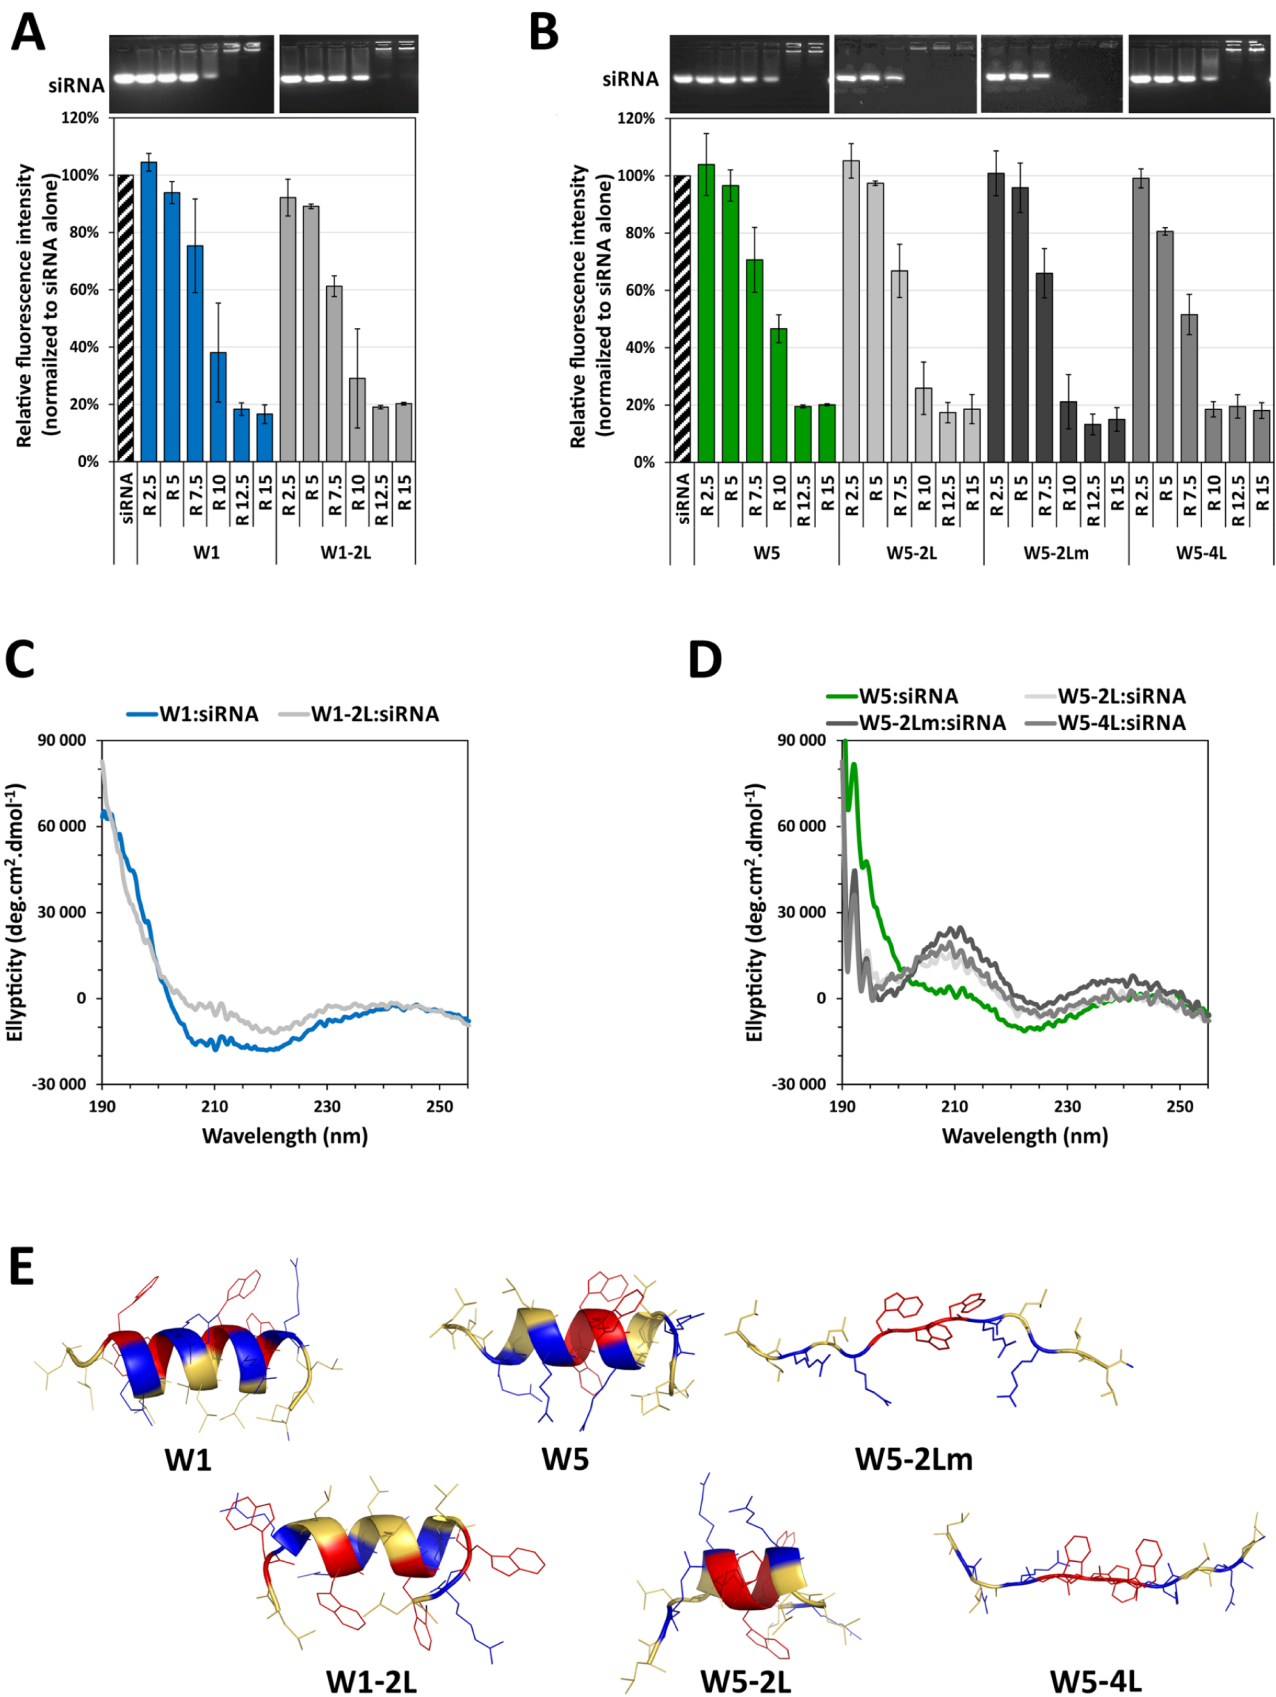 A
B
siRNA
siRNA
Relative fluorescence intensity
(normailzed to siRNA alone)
120%
100%
80%
60%
40%
20%
0%
siRNA
R 2.5
R 5
R 7.5
R 10
R 12.5
R 15
R 2.5
R 5
R 7.5
R 10
R 12.5
R 15
W1
W1-2L
Relative fluorescence intensity
(normailzed to siRNA alone)
120%
100%
80%
60%
40%
20%
0%
siRNA
R 2.5
R 5
R 7.5
R 10
R 12.5
R 15
R 2.5
R 5
R 7.5
R 10
R 12.5
R 15
R 2.5
R 5
R 7.5
R 10
R 12.5
R 15
R 2.5
R 5
R 7.5
R 10
R 12.5
R 15
W5
W5-2L
W5-2Lm
W5-4L
C
W1:siRNA
W1-2L:siRNA
Ellypticity (deg.cm².dmol⁻¹)
90 000
60 000
30 000
0
-30 000
190
210
230
250
Wavelength (nm)
D
W5:siRNA
W5-2L:siRNA
W5-2Lm:siRNA
W5-4L:siRNA
Ellypticity (deg.cm².dmol⁻¹)
90 000
60 000
30 000
0
-30 000
190
210
230
250
Wavelength (nm)
E
W1
W5
W5-2Lm
W1-2L
W5-2L
W5-4L